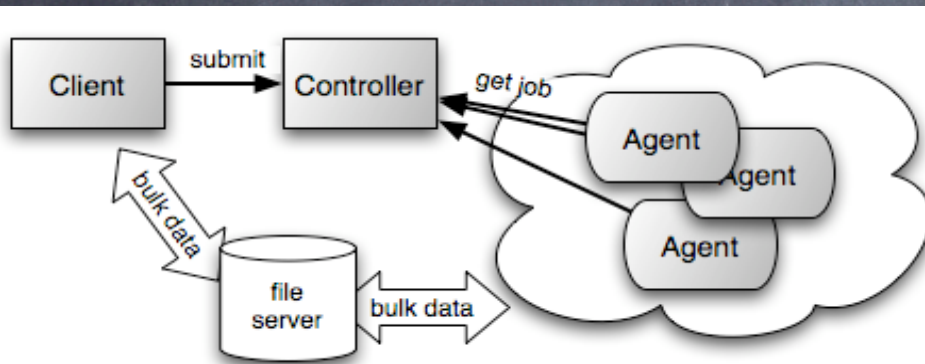 Client
submit
Controller
get job
Agent
Agent
Agent
bulk data
file
server
bulk data